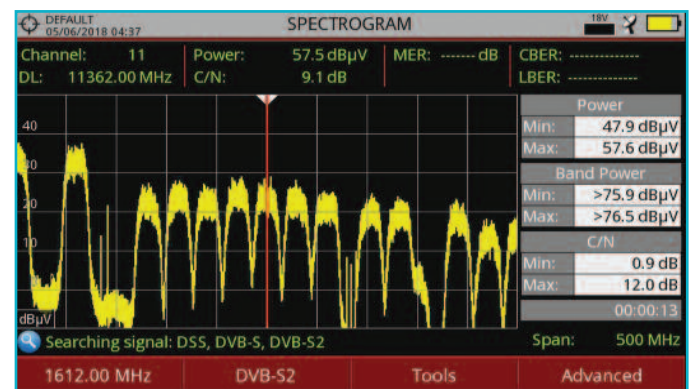 DEFAULT
05/06/2018 04:37
SPECTROGRAM
18V
Channel: 11
Power: 57.5 dBµV
MER: ------- dB
CBER: --------------
DL: 11362.00 MHz
C/N: 9.1 dB
LBER: --------------
40
30
20
10
dBµV
Power
Min: 47.9 dBµV
Max: 57.6 dBµV
Band Power
Min: >75.9 dBµV
Max: >76.5 dBµV
C/N
Min: 0.9 dB
Max: 12.0 dB
00:00:13
Searching signal: DSS, DVB-S, DVB-S2
Span: 500 MHz
1612.00 MHz
DVB-S2
Tools
Advanced